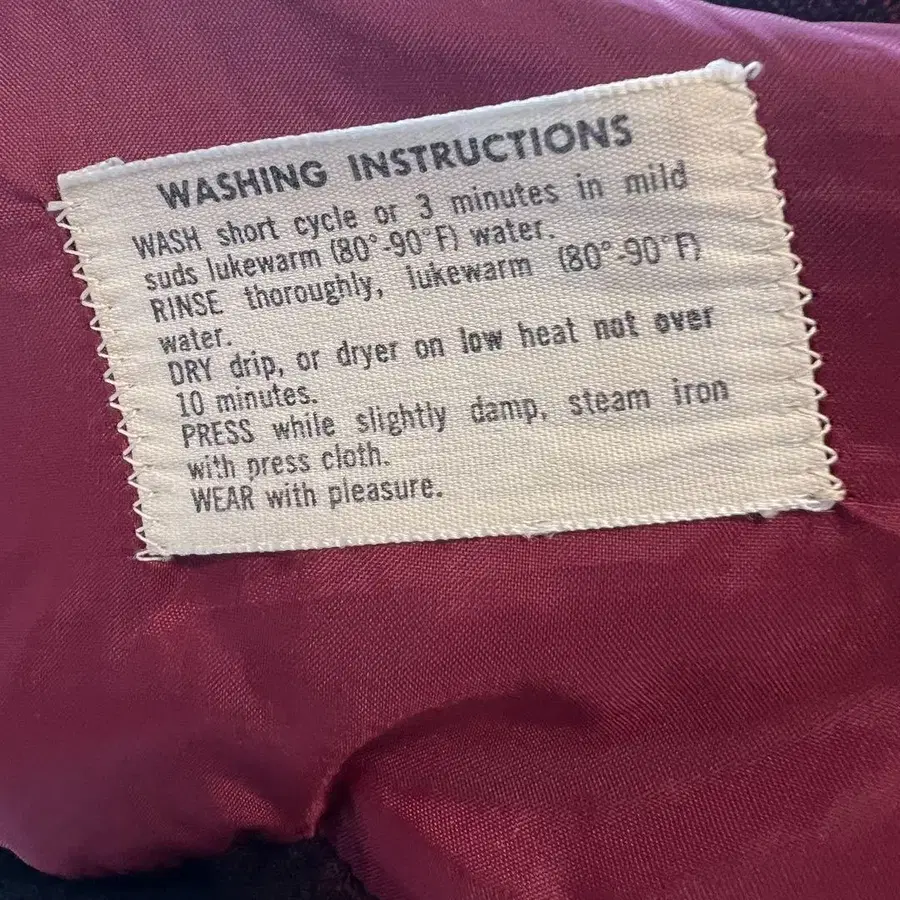 WASHING INSTRUCTIONS
WASH short cycle or 3 minutes in mild
suds lukewarm (80°-90°F) water.
RINSE thoroughly, lukewarm (80°-90°F)
water.
DRY drip, or dryer on low heat not over
10 minutes.
PRESS while slightly damp, steam iron
with press cloth.
WEAR with pleasure.